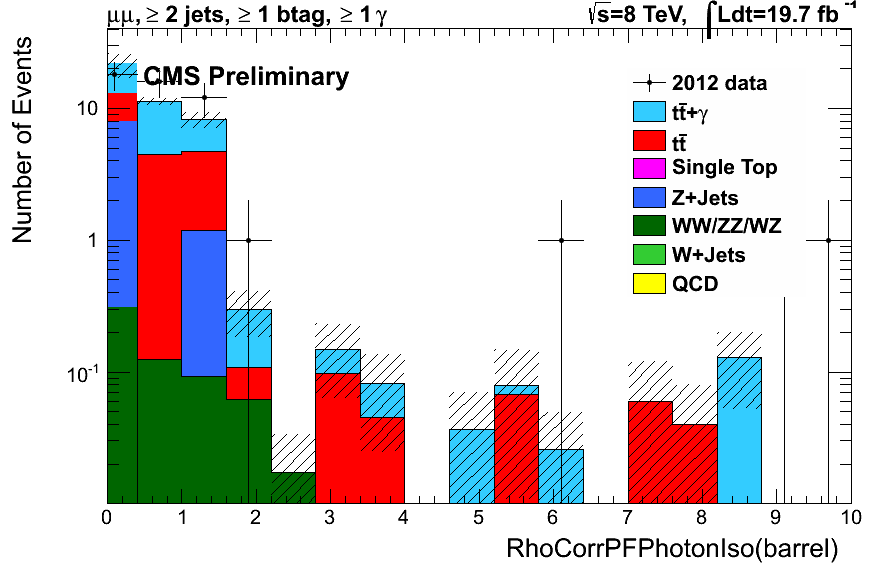 μμ, ≥ 2 jets, ≥ 1 btag, ≥ 1 γ
√s=8 TeV, ∫Ldt=19.7 fb⁻¹
CMS Preliminary
2012 data
tt̄+γ
tt̄
Single Top
Z+Jets
WW/ZZ/WZ
W+Jets
QCD
Number of Events
10
1
10⁻¹
0 1 2 3 4 5 6 7 8 9 10
RhoCorrPFPhotonIso(barrel)